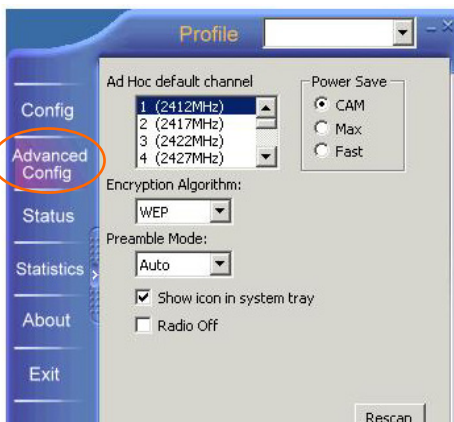 Profile
Config
Advanced
Config
Status
Statistics
About
Exit
Ad Hoc default channel
1 (2412MHz)
2 (2417MHz)
3 (2422MHz)
4 (2427MHz)
Power Save
CAM
Max
Fast
Encryption Algorithm:
WEP
Preamble Mode:
Auto
Show icon in system tray
Radio Off
Rescan